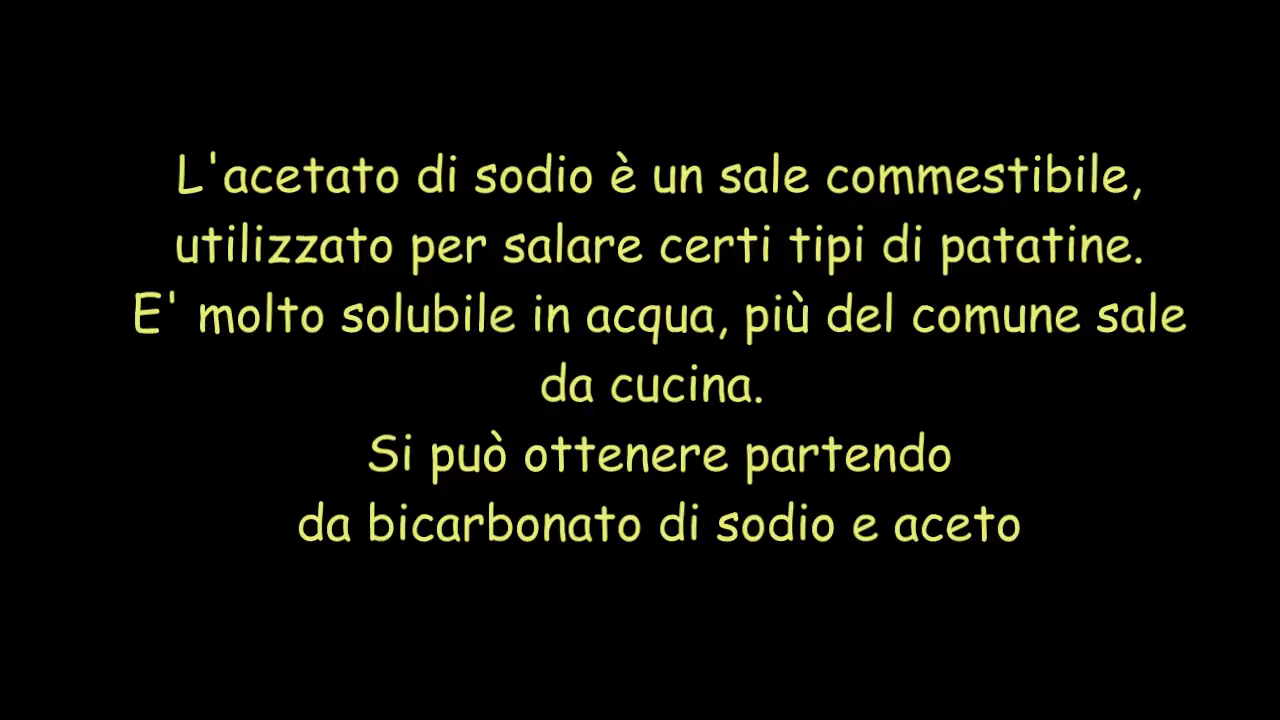 L'acetato di sodio è un sale commestibile,
utilizzato per salare certi tipi di patatine.
E' molto solubile in acqua, più del comune sale
da cucina.
Si può ottenere partendo
da bicarbonato di sodio e aceto